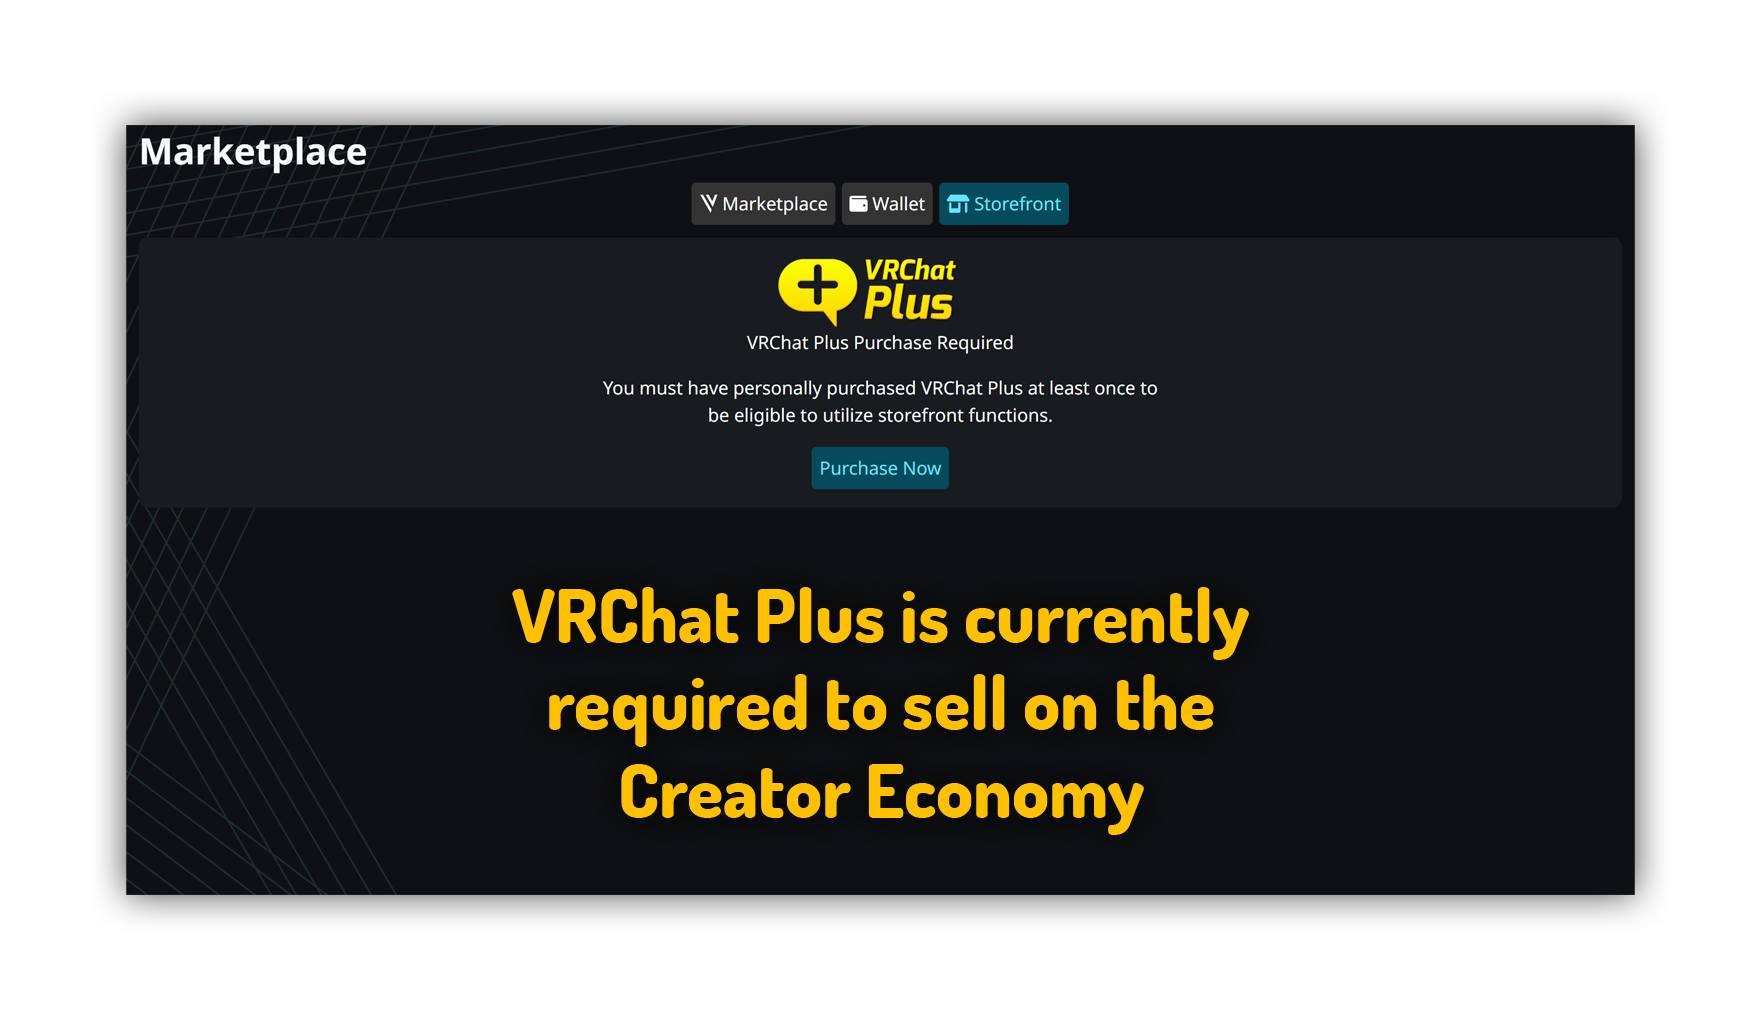 Marketplace
Marketplace Wallet Storefront
VRChat
Plus
VRChat Plus Purchase Required
You must have personally purchased VRChat Plus at least once to
be eligible to utilize storefront functions.
Purchase Now
VRChat Plus is currently
required to sell on the
Creator Economy